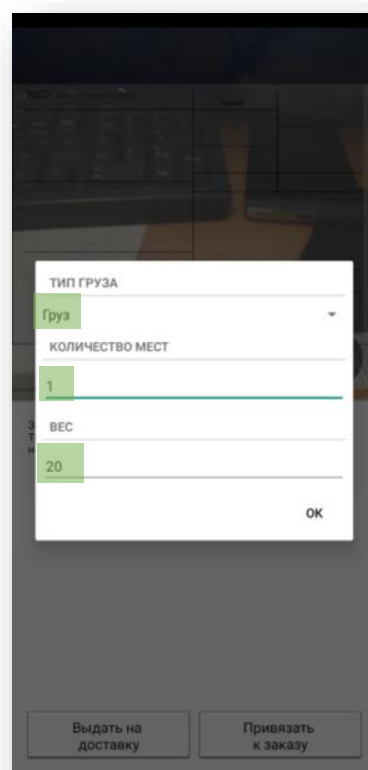 ТИП ГРУЗА
Груз
КОЛИЧЕСТВО МЕСТ
1
ВЕС
20
ОК
Выдать на
доставку
Привязать
к заказу